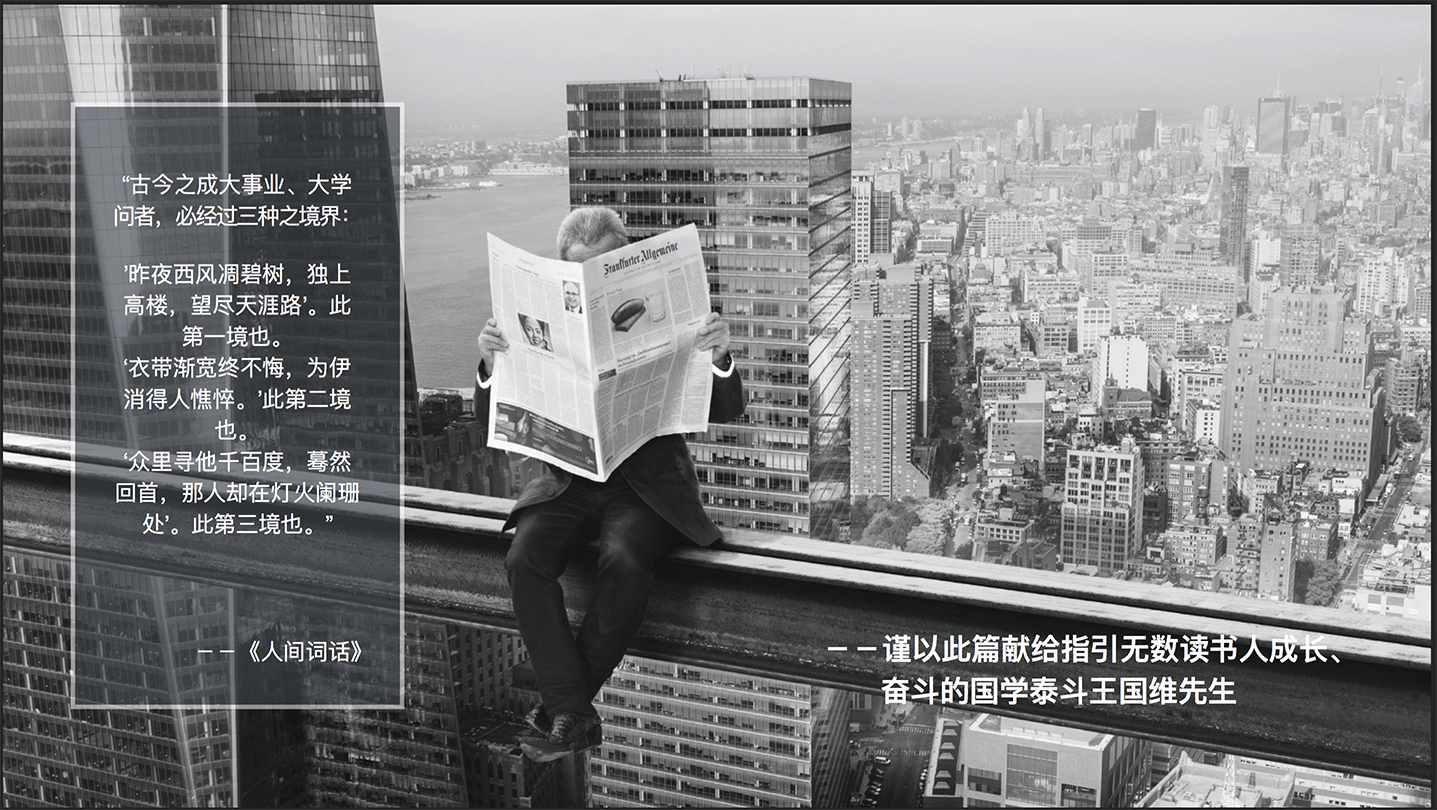 “古今之成大事业、大学
问者，必经过三种之境界：
’昨夜西风凋碧树，独上
高楼，望尽天涯路’。此
第一境也。
‘衣带渐宽终不悔，为伊
消得人憔悴。’此第二境
也。
‘众里寻他千百度，蓦然
回首，那人却在灯火阑珊
处’。此第三境也。”
——《人间词话》
Frankfurter Allgemeine
——谨以此篇献给指引无数读书人成长、
奋斗的国学泰斗王国维先生